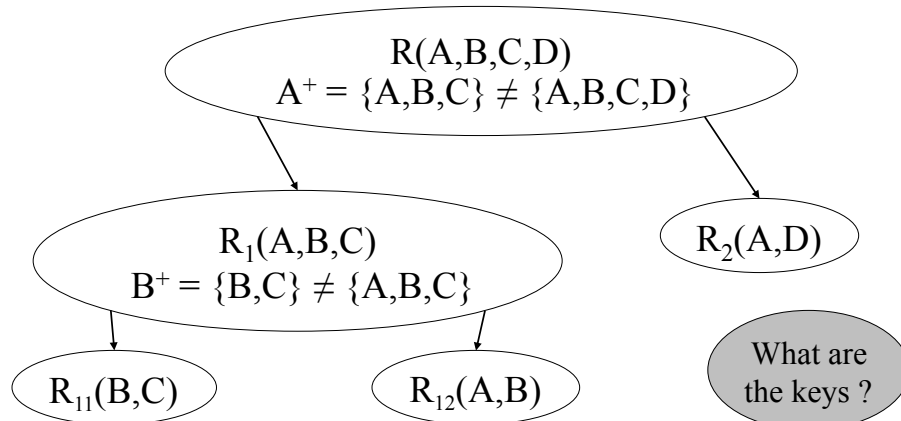 R(A,B,C,D)
A⁺ = {A,B,C} ≠ {A,B,C,D}
R₁(A,B,C)
B⁺ = {B,C} ≠ {A,B,C}
R₂(A,D)
R₁₁(B,C)
R₁₂(A,B)
What are
the keys ?